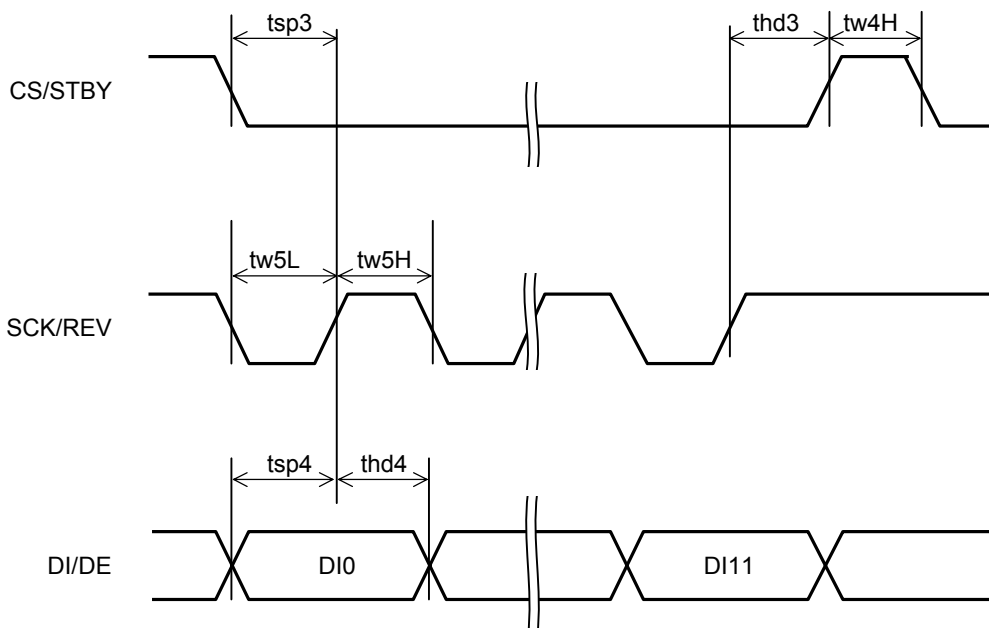 tsp3
thd3
tw4H
CS/STBY
tw5L
tw5H
SCK/REV
tsp4
thd4
DI/DE
DI0
DI11